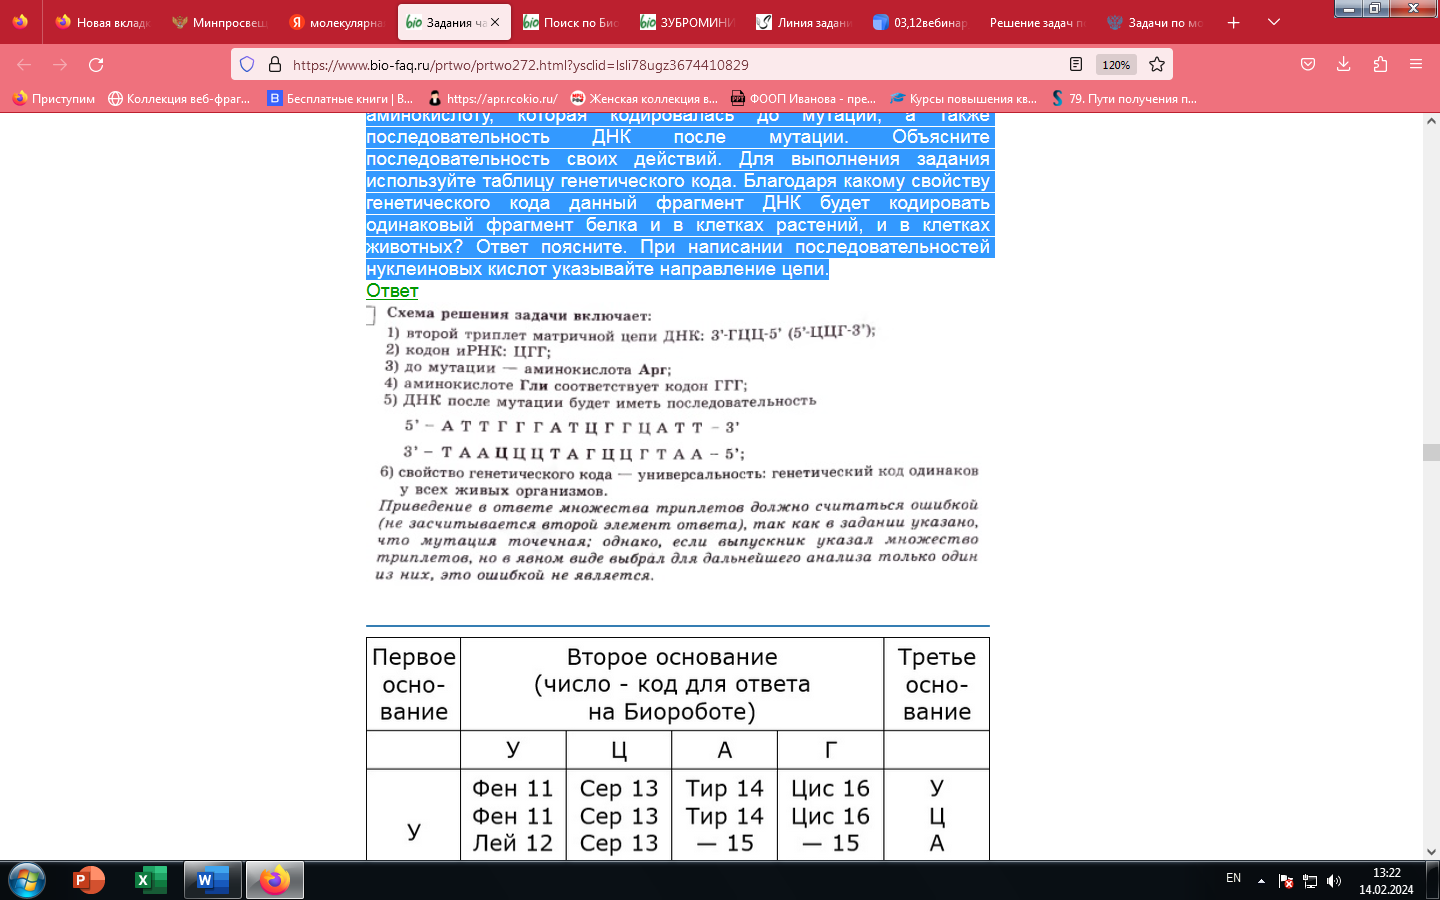 Новая вкладк
Минпросвещ
молекулярна
Задания ча
Поиск по Био
ЗУБРОМИНИ
Линия задани
03,12вебинар
Решение задач по
Задачи по мо
https://www.bio-faq.ru/prtwo/prtwo272.html?ysclid=lsli78ugz3674410829
120%
Приступим
Коллекция веб-фраг...
Бесплатные книги | В...
https://apr.rcokio.ru/
Женская коллекция в...
ФООП Иванова - пре...
Курсы повышения кв...
79. Пути получения п...
аминокислоту, которая кодировалась до мутации, а также
последовательность ДНК после мутации. Объясните
последовательность своих действий. Для выполнения задания
используйте таблицу генетического кода. Благодаря какому свойству
генетического кода данный фрагмент ДНК будет кодировать
одинаковый фрагмент белка и в клетках растений, и в клетках
животных? Ответ поясните. При написании последовательностей
нуклеиновых кислот указывайте направление цепи.
Ответ
Схема решения задачи включает:
1) второй триплет матричной цепи ДНК: 3’-ГЦЦ-5’ (5’-ЦЦГ-3’);
2) кодон иРНК: ЦГГ;
3) до мутации — аминокислота Арг;
4) аминокислоте Гли соответствует кодон ГГГ;
5) ДНК после мутации будет иметь последовательность
5’ – А Т Т Г Г Г А Т Ц Г Г Ц А Т Т – 3’
3’ – Т А А Ц Ц Ц Т А Г Ц Ц Г Т А А – 5’;
6) свойство генетического кода — универсальность: генетический код одинаков
у всех живых организмов.
Приведение в ответе множества триплетов должно считаться ошибкой
(не засчитывается второй элемент ответа), так как в задании указано,
что мутация точечная; однако, если выпускник указал множество
триплетов, но в явном виде выбрал для дальнейшего анализа только один
из них, это ошибкой не является.
Первое осно- вание
Второе основание
(число - код для ответа
на Биороботе)
Третье осно- вание
У Ц А Г
Фен 11 Сер 13 Тир 14 Цис 16 У
Фен 11 Сер 13 Тир 14 Цис 16 Ц
У
Лей 12 Сер 13 — 15 — 15 А
EN
13:22
14.02.2024